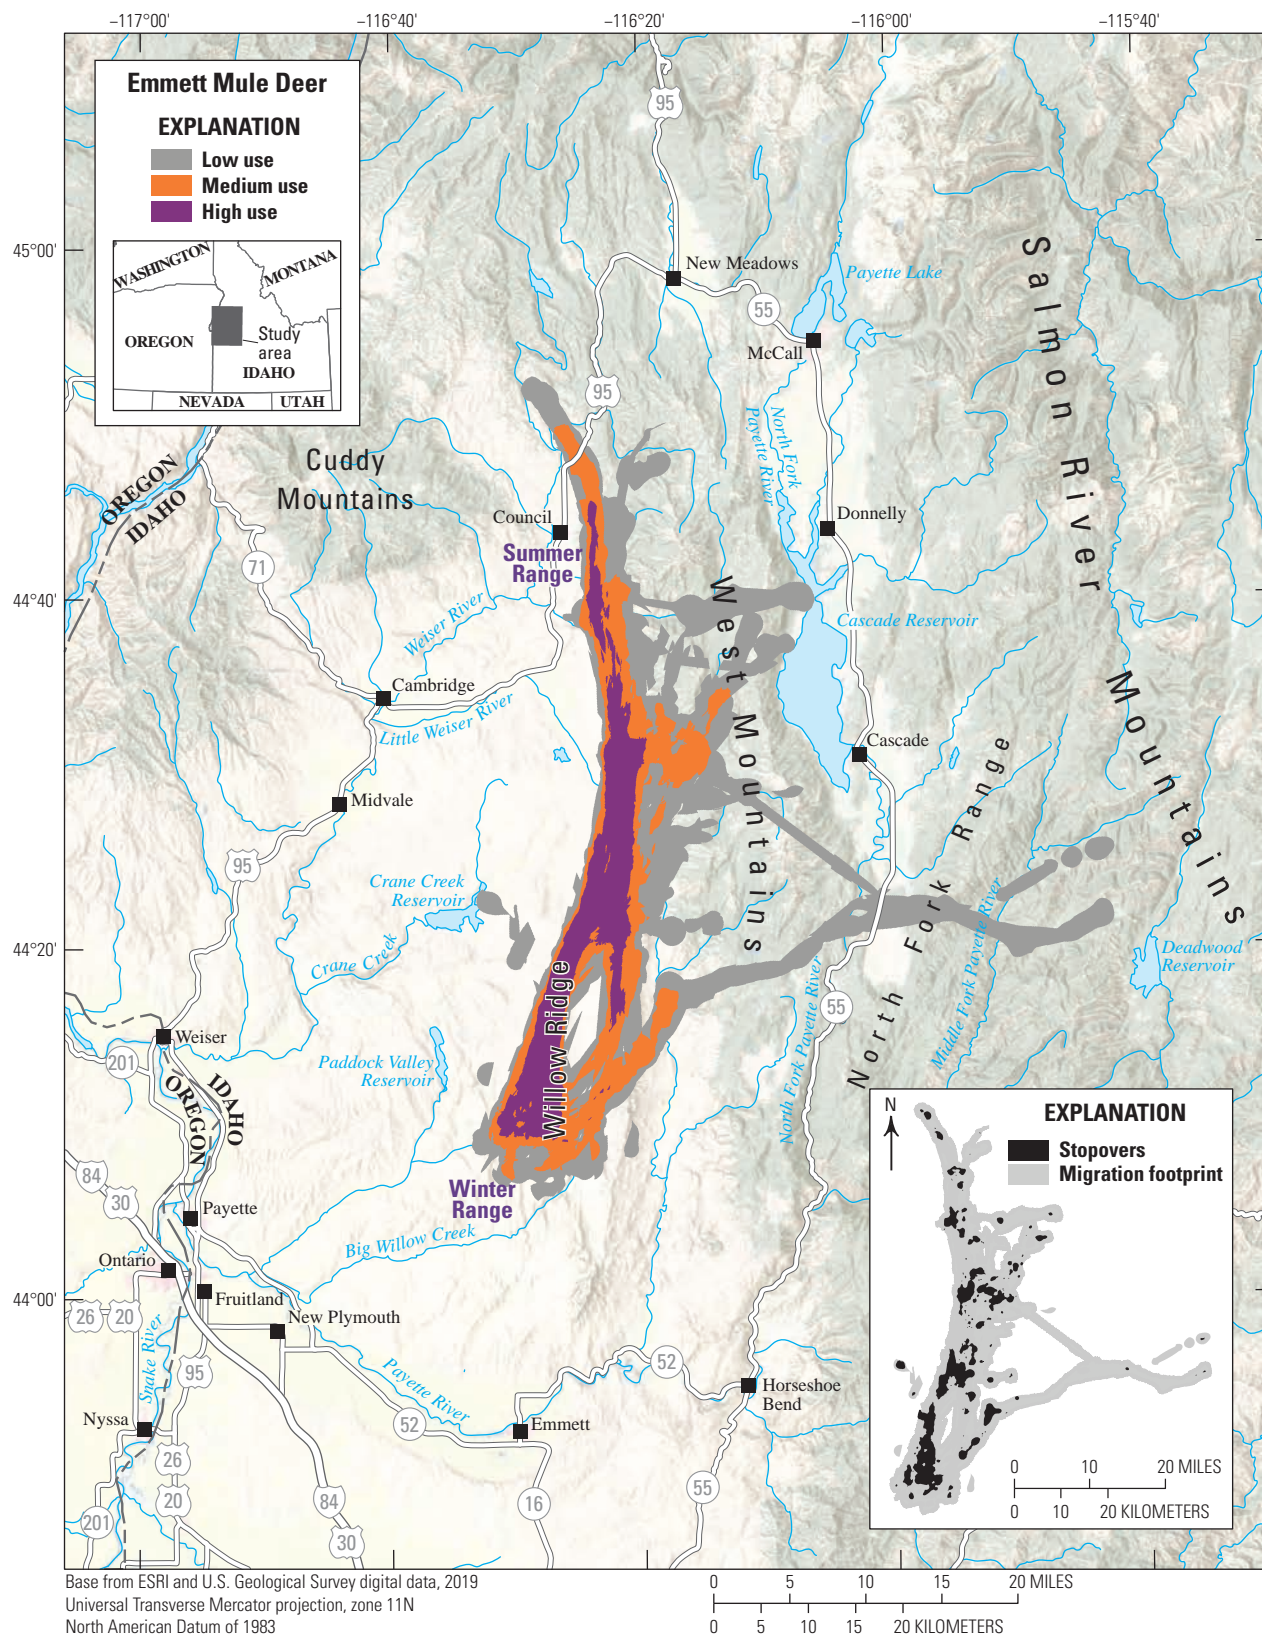 −117°00'
−116°40'
−116°20'
−116°00'
−115°40'
Emmett Mule Deer
EXPLANATION
Low use
Medium use
High use
WASHINGTON
MONTANA
OREGON
Study
area
IDAHO
NEVADA
UTAH
95
45°00'
New Meadows
Payette Lake
55
McCall
Salmon River Mountains
95
North Fork
Payette River
Cuddy
Mountains
OREGON
IDAHO
Council
Donnelly
Summer
Range
71
44°40'
Weiser River
West Mountains
Cascade Reservoir
Cambridge
Little Weiser River
Cascade
Midvale
North Fork Range
95
Crane Creek
Reservoir
Crane Creek
44°20'
Deadwood
Reservoir
Willow Ridge
Middle Fork Payette River
North Fork Payette River
55
Weiser
201
Paddock Valley
Reservoir
OREGON
IDAHO
84
30
Winter
Range
Payette
Big Willow Creek
Ontario
44°00'
Fruitland
26
20
New Plymouth
Snake River
95
Payette River
52
52
Horseshoe
Bend
Nyssa
Emmett
26
20
201
84
30
16
55
N
EXPLANATION
Stopovers
Migration footprint
0
10
20 MILES
0
10
20 KILOMETERS
Base from ESRI and U.S. Geological Survey digital data, 2019
Universal Transverse Mercator projection, zone 11N
North American Datum of 1983
0
5
10
15
20 MILES
0
5
10
15
20 KILOMETERS